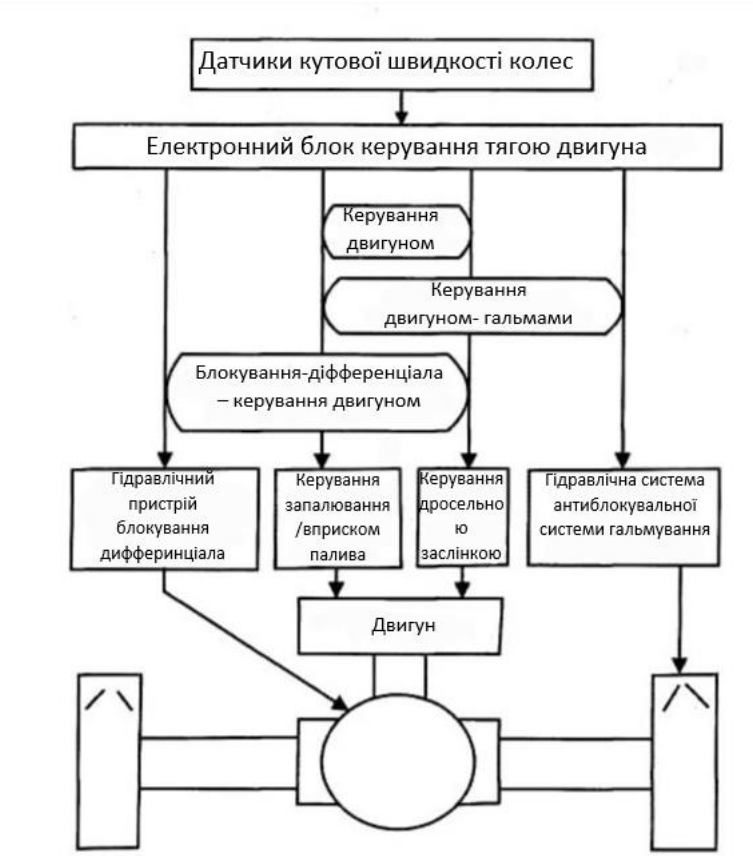 Датчики кутової швидкості колес
Електронний блок керування тягою двигуна
Керування
двигуном
Керування
двигуном- гальмами
Блокування-діфференціала
– керування двигуном
Гідравлічний
пристрій
блокування
дифферинціала
Керування
запалювання
/вприском
палива
Керування
дросельно
ю
заслінкою
Гідравлічна система
антиблокувальної
системи гальмування
Двигун